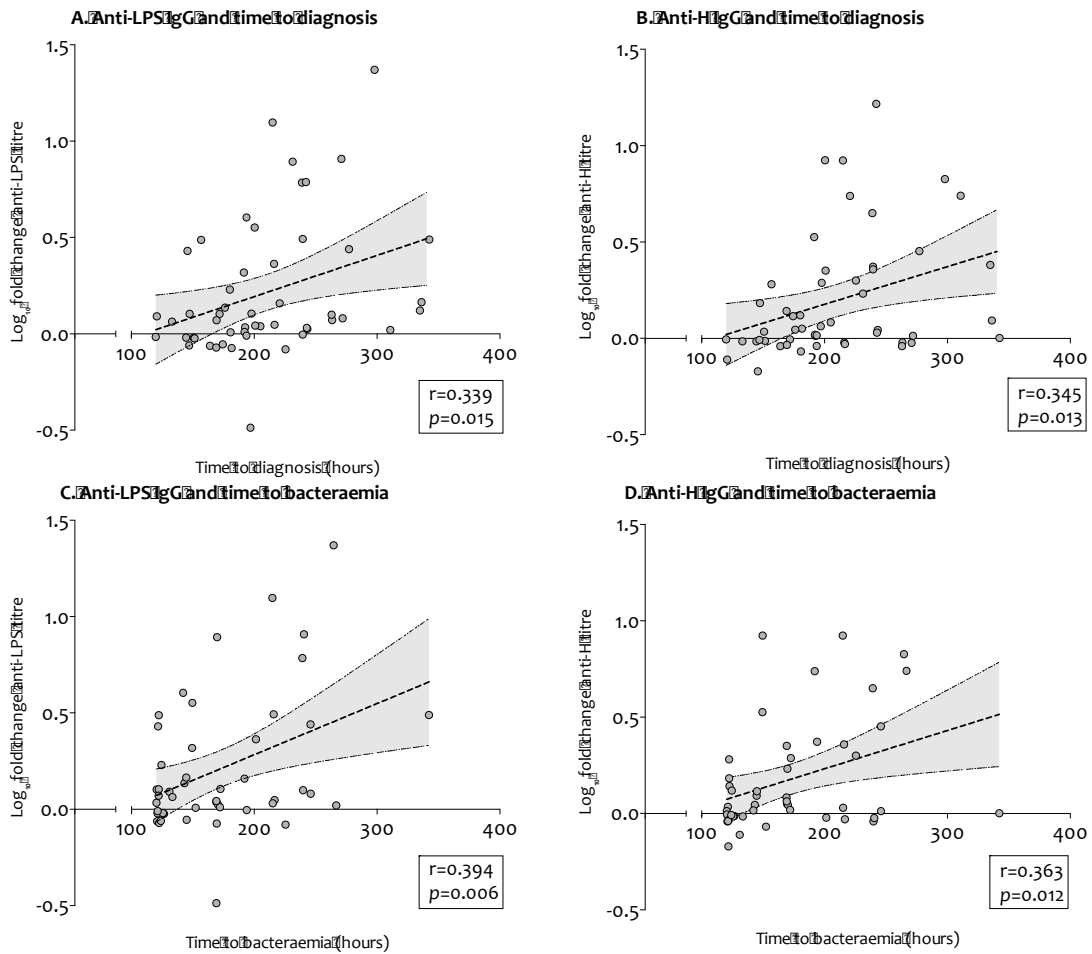 A. Anti-LPS IgG and time to diagnosis
B. Anti-H IgG and time to diagnosis
1.5
1.0
0.5
0.0
-0.5
100 200 300 400
Log10 fold change anti-LPS titre
Time to diagnosis (hours)
r=0.339
p=0.015
1.5
1.0
0.5
0.0
-0.5
100 200 300 400
Log10 fold change anti-H titre
Time to diagnosis (hours)
r=0.345
p=0.013
C. Anti-LPS IgG and time to bacteraemia
D. Anti-H IgG and time to bacteraemia
1.5
1.0
0.5
0.0
-0.5
100 200 300 400
Log10 fold change anti-LPS titre
Time to bacteraemia (hours)
r=0.394
p=0.006
1.5
1.0
0.5
0.0
-0.5
100 200 300 400
Log10 fold change anti-H titre
Time to bacteraemia (hours)
r=0.363
p=0.012